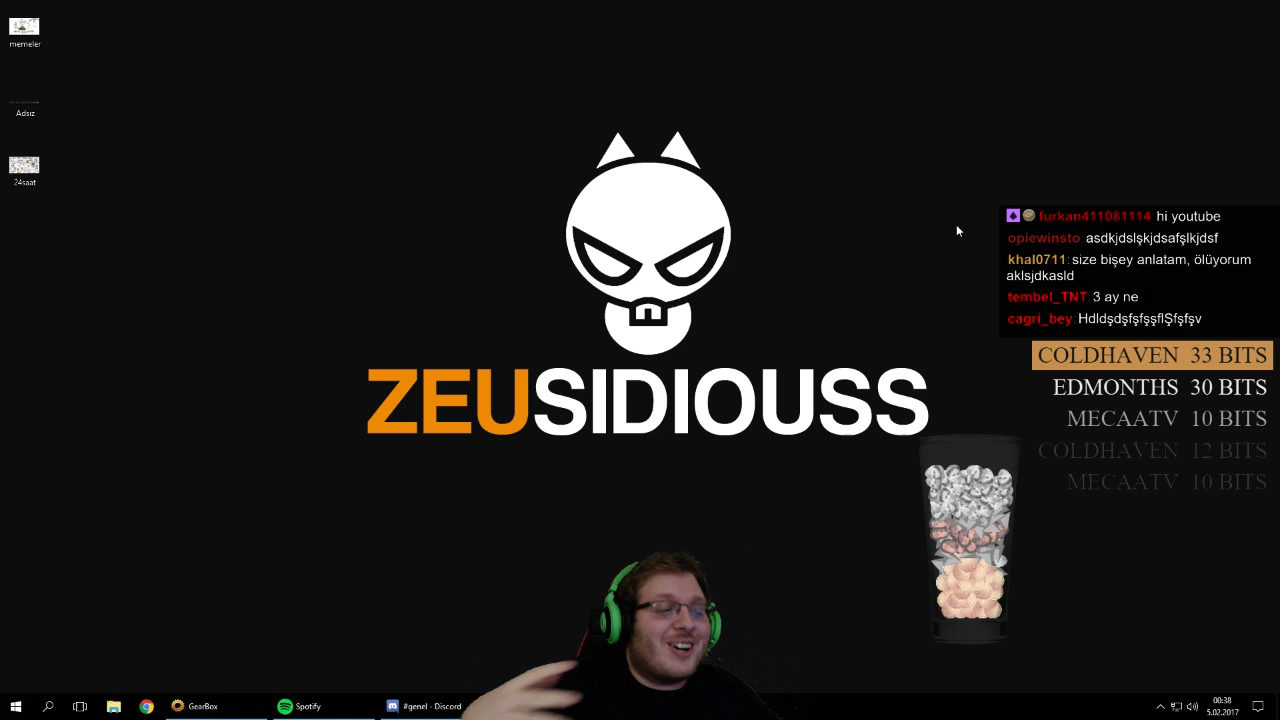 memeler
Adsız
24saat
ZEUSIDIOUSS
furkan411081114 hi youtube
opiewinsto: asdkjdslşkjdsafşlkjdsf
khal0711: size bişey anlatam, ölüyorum
aklsjdkasld
tembel_TNT: 3 ay ne
cagri_bey: HdldşdşfşfşşflŞfşfşv
COLDHAVEN 33 BITS
EDMONTHS 30 BITS
MECAATV 10 BITS
COLDHAVEN 12 BITS
MECAATV 10 BITS
GearBox
Spotify
#genel - Discord
00:38
5.02.2017